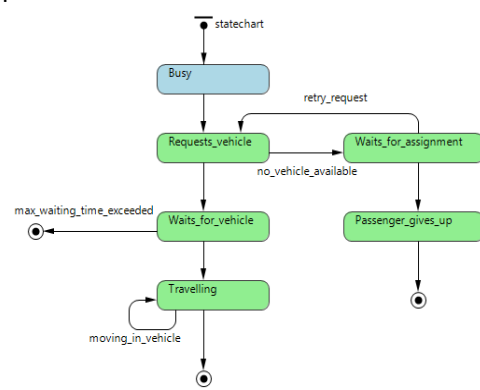 statechart
Busy
retry_request
Requests_vehicle
Waits_for_assignment
no_vehicle_available
max_waiting_time_exceeded
Waits_for_vehicle
Passenger_gives_up
Travelling
moving_in_vehicle